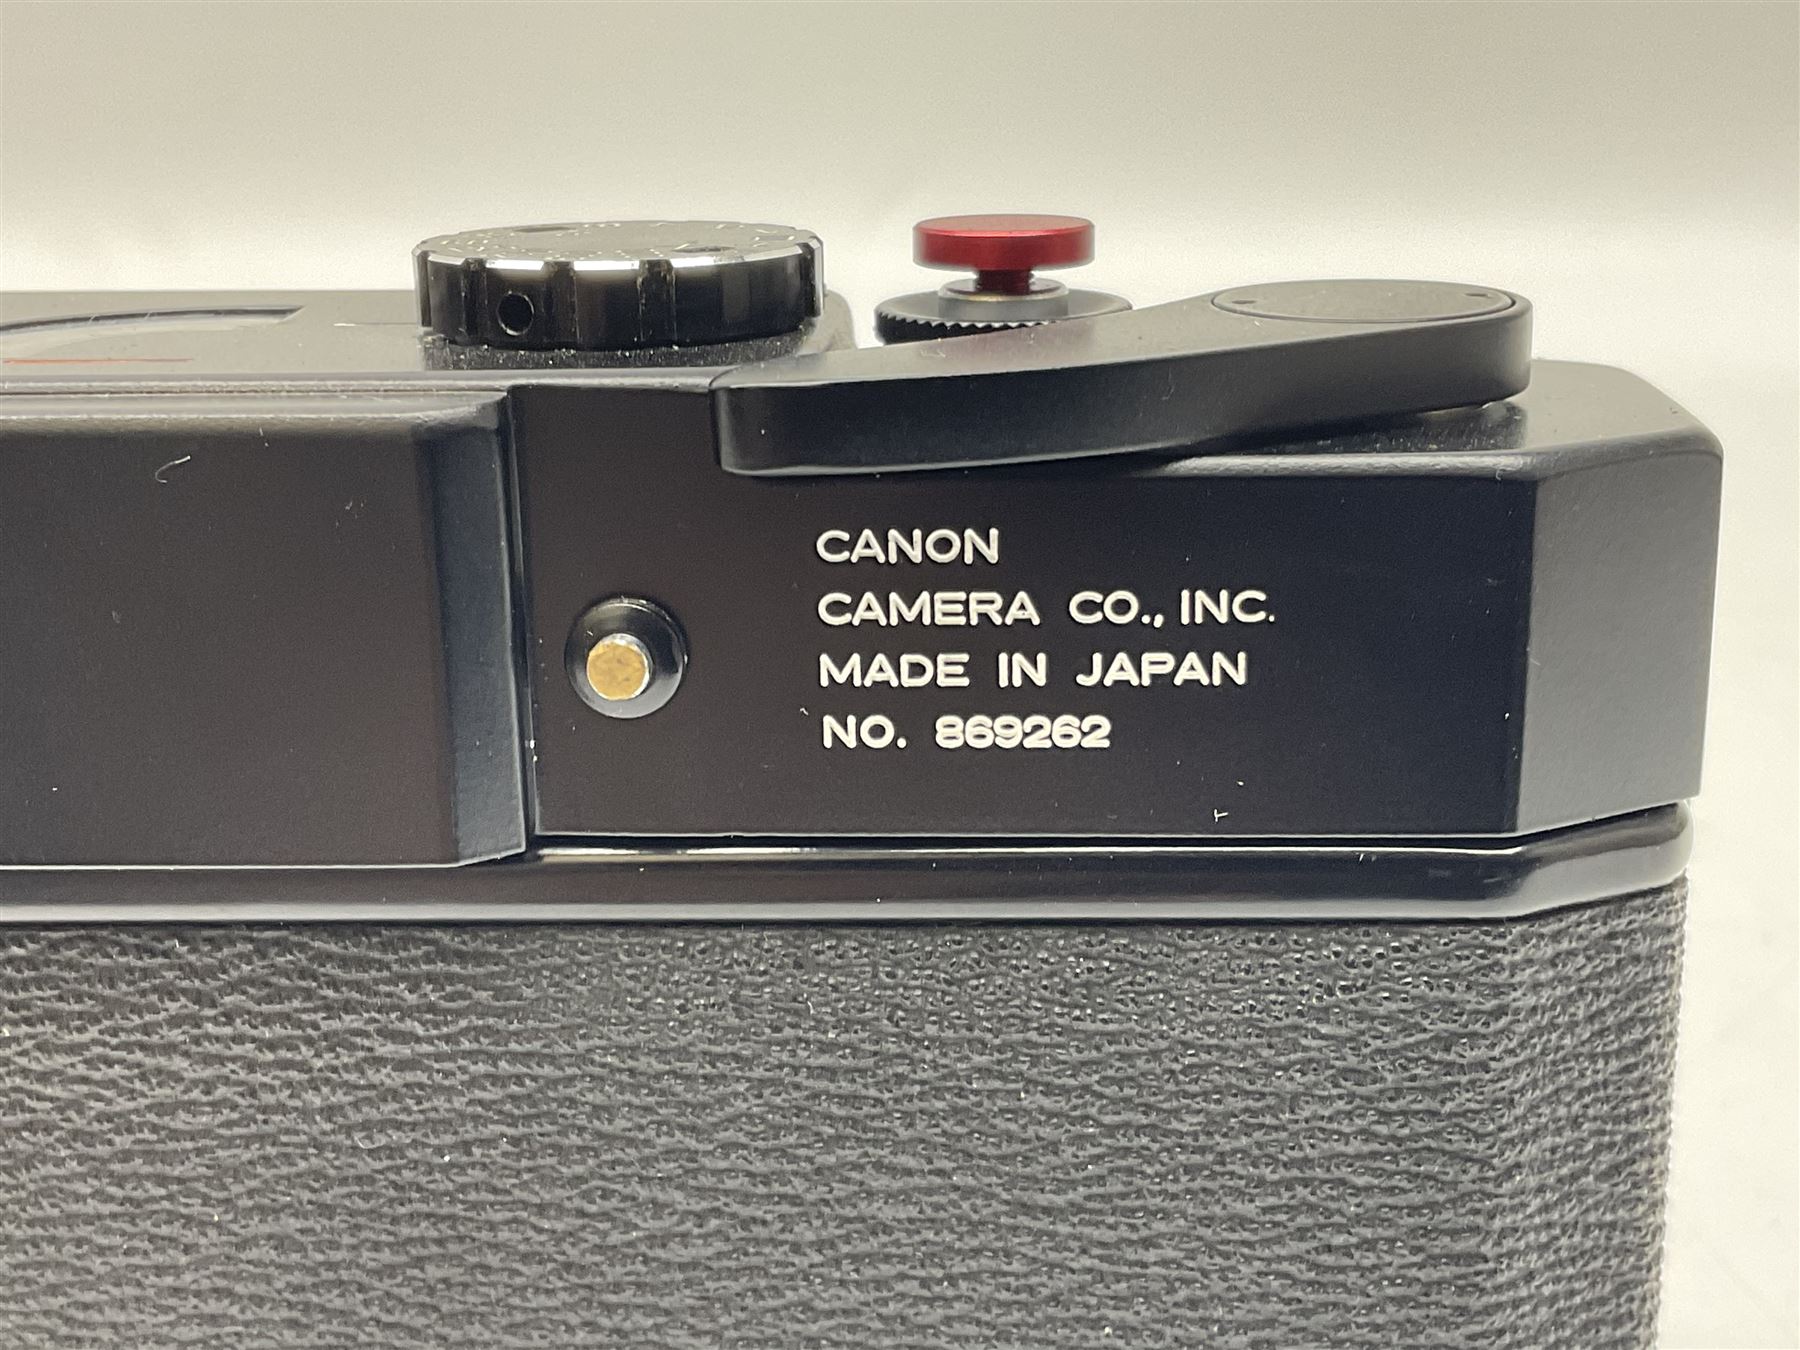 CANON
CAMERA CO., INC.
MADE IN JAPAN
NO. 869262